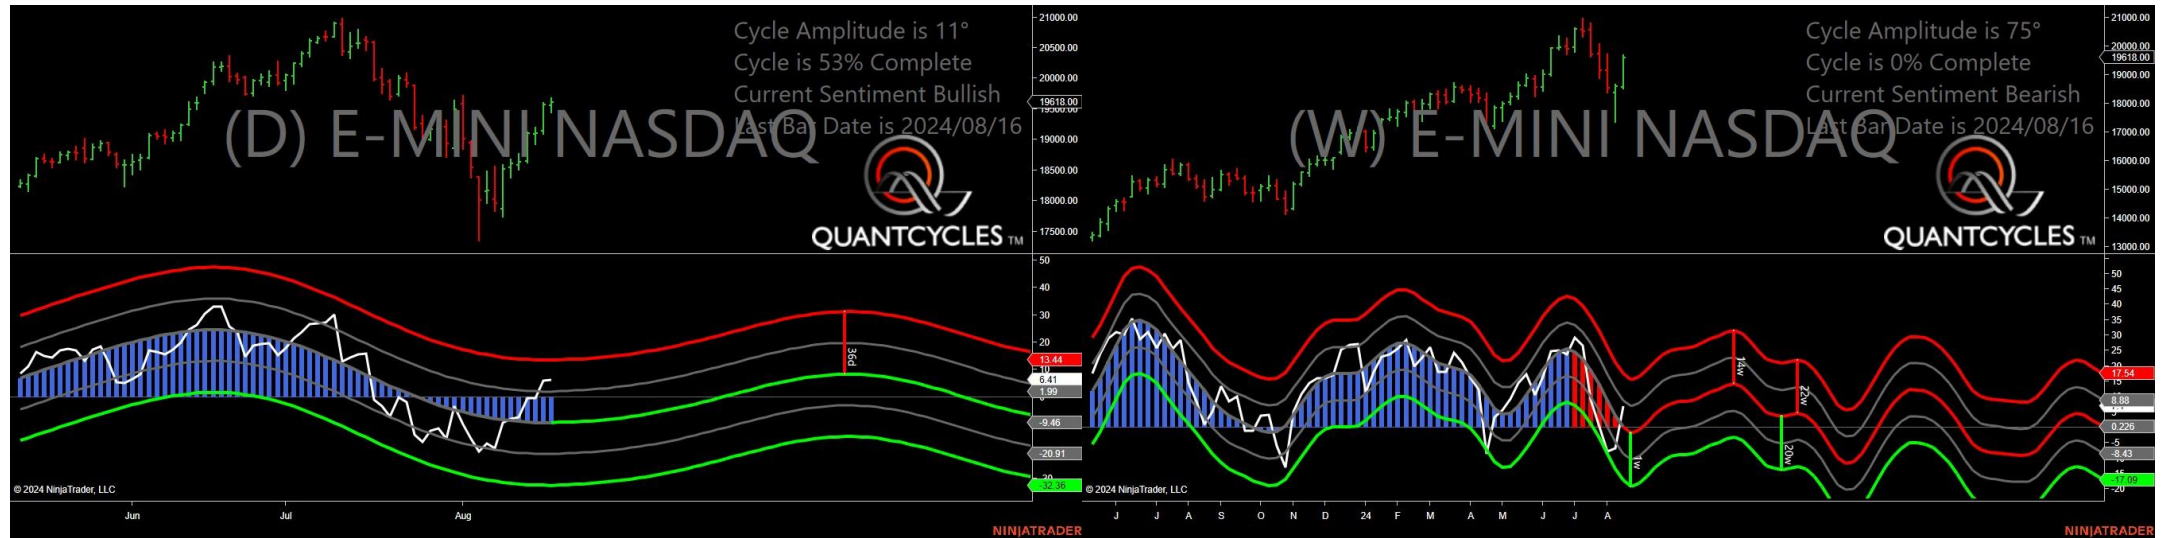 Cycle Amplitude is 11°
Cycle is 53% Complete
Current Sentiment Bullish
Last Bar Date is 2024/08/16
(D) E-MINI NASDAQ
QUANTCYCLES TM
21000.00
20500.00
20000.00
19618.00
19500.00
19000.00
18500.00
18000.00
17500.00
50
40
30
20
13.44
10
6.41
1.99
-9.46
-20.91
-32.36
36d
© 2024 NinjaTrader, LLC
Jun Jul Aug
NINJATRADER
Cycle Amplitude is 75°
Cycle is 0% Complete
Current Sentiment Bearish
Last Bar Date is 2024/08/16
(W) E-MINI NASDAQ
QUANTCYCLES TM
21000.00
20000.00
19618.00
19000.00
18000.00
17000.00
16000.00
15000.00
14000.00
13000.00
50
45
40
35
30
25
17.54
15
8.88
0.226
-5
-8.43
-17.09
-20
14w
22w
20w
1w
© 2024 NinjaTrader, LLC
J J A S O N D 24 F M A M J J A
NINJATRADER